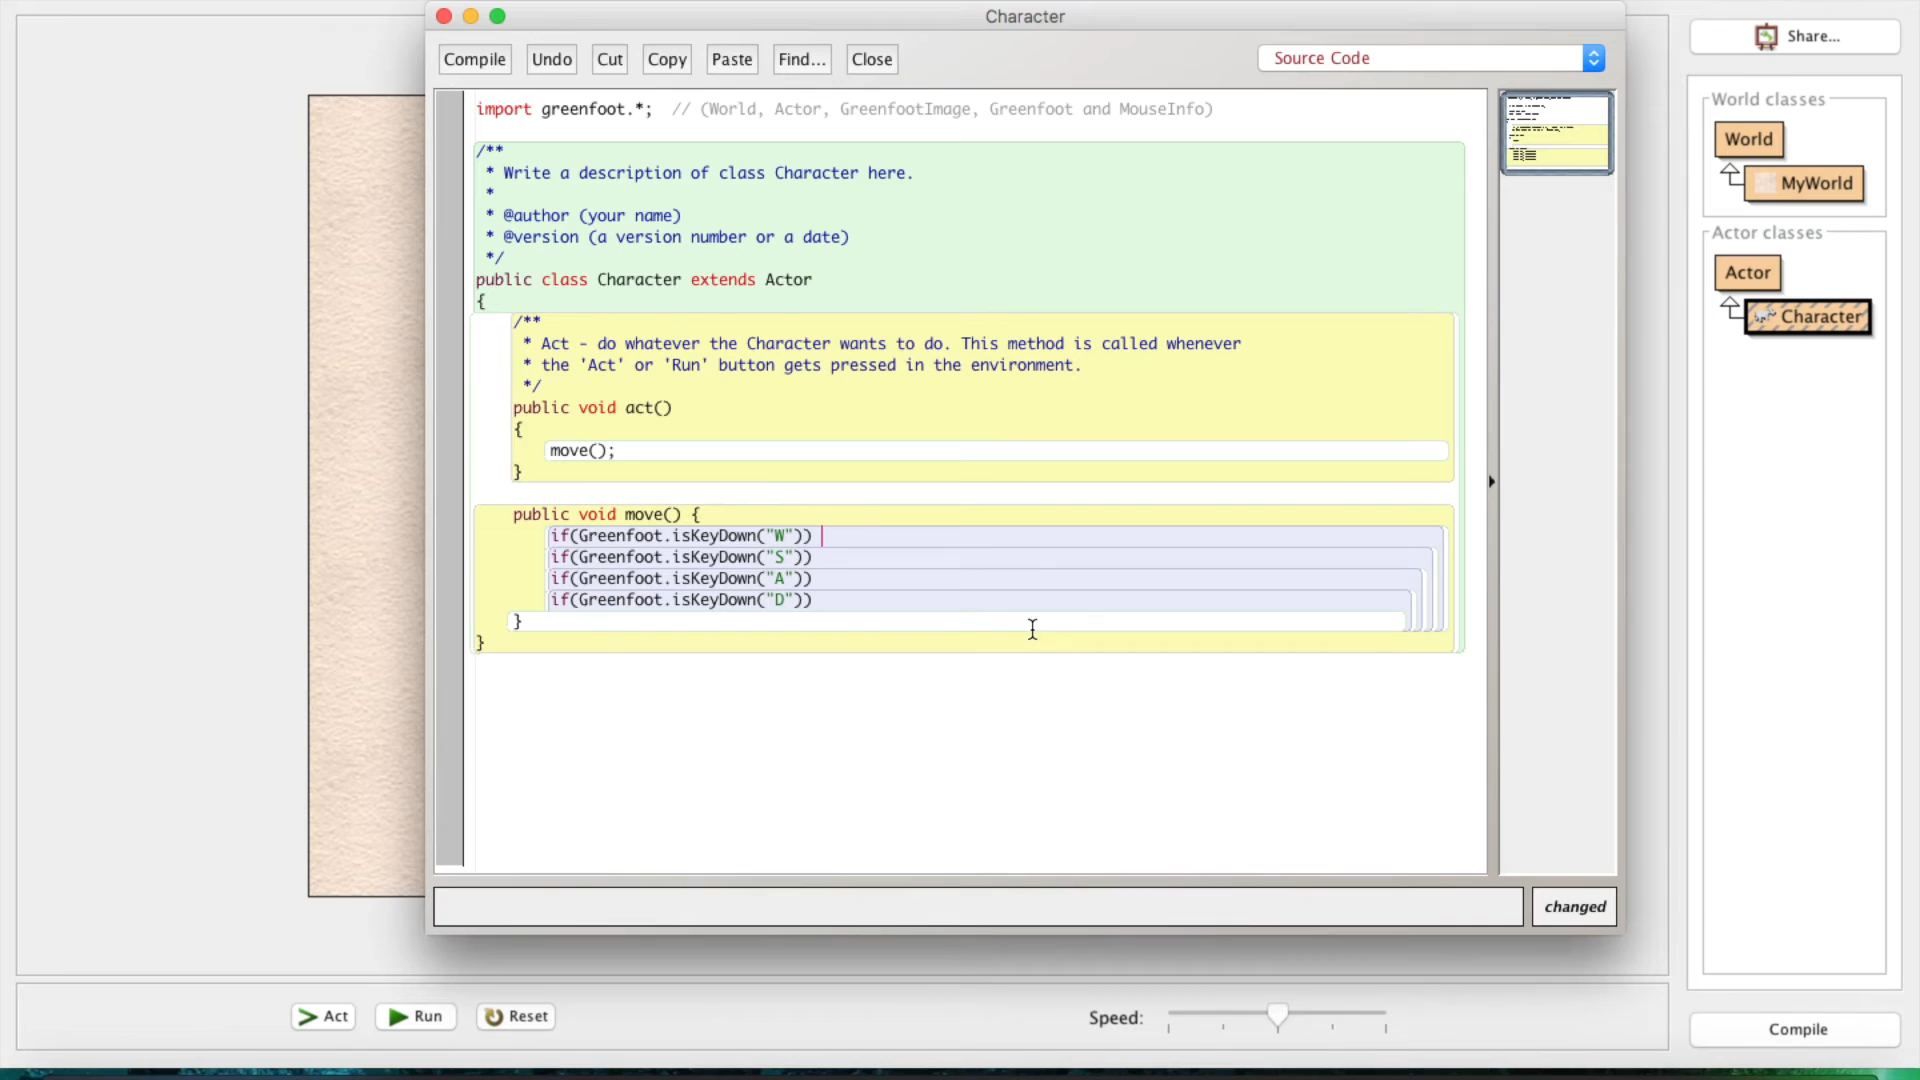 Character
Compile Undo Cut Copy Paste Find... Close Source Code
import greenfoot.*;  // (World, Actor, GreenfootImage, Greenfoot and MouseInfo)
/**
 * Write a description of class Character here.
 *
 * @author (your name)
 * @version (a version number or a date)
 */
public class Character extends Actor
{
    /**
     * Act - do whatever the Character wants to do. This method is called whenever
     * the 'Act' or 'Run' button gets pressed in the environment.
     */
    public void act()
    {
        move();
    }
    public void move() {
        if(Greenfoot.isKeyDown("W"))
        if(Greenfoot.isKeyDown("S"))
        if(Greenfoot.isKeyDown("A"))
        if(Greenfoot.isKeyDown("D"))
    }
}
changed
Share...
World classes
World
MyWorld
Actor classes
Actor
Character
Act Run Reset Speed:
Compile